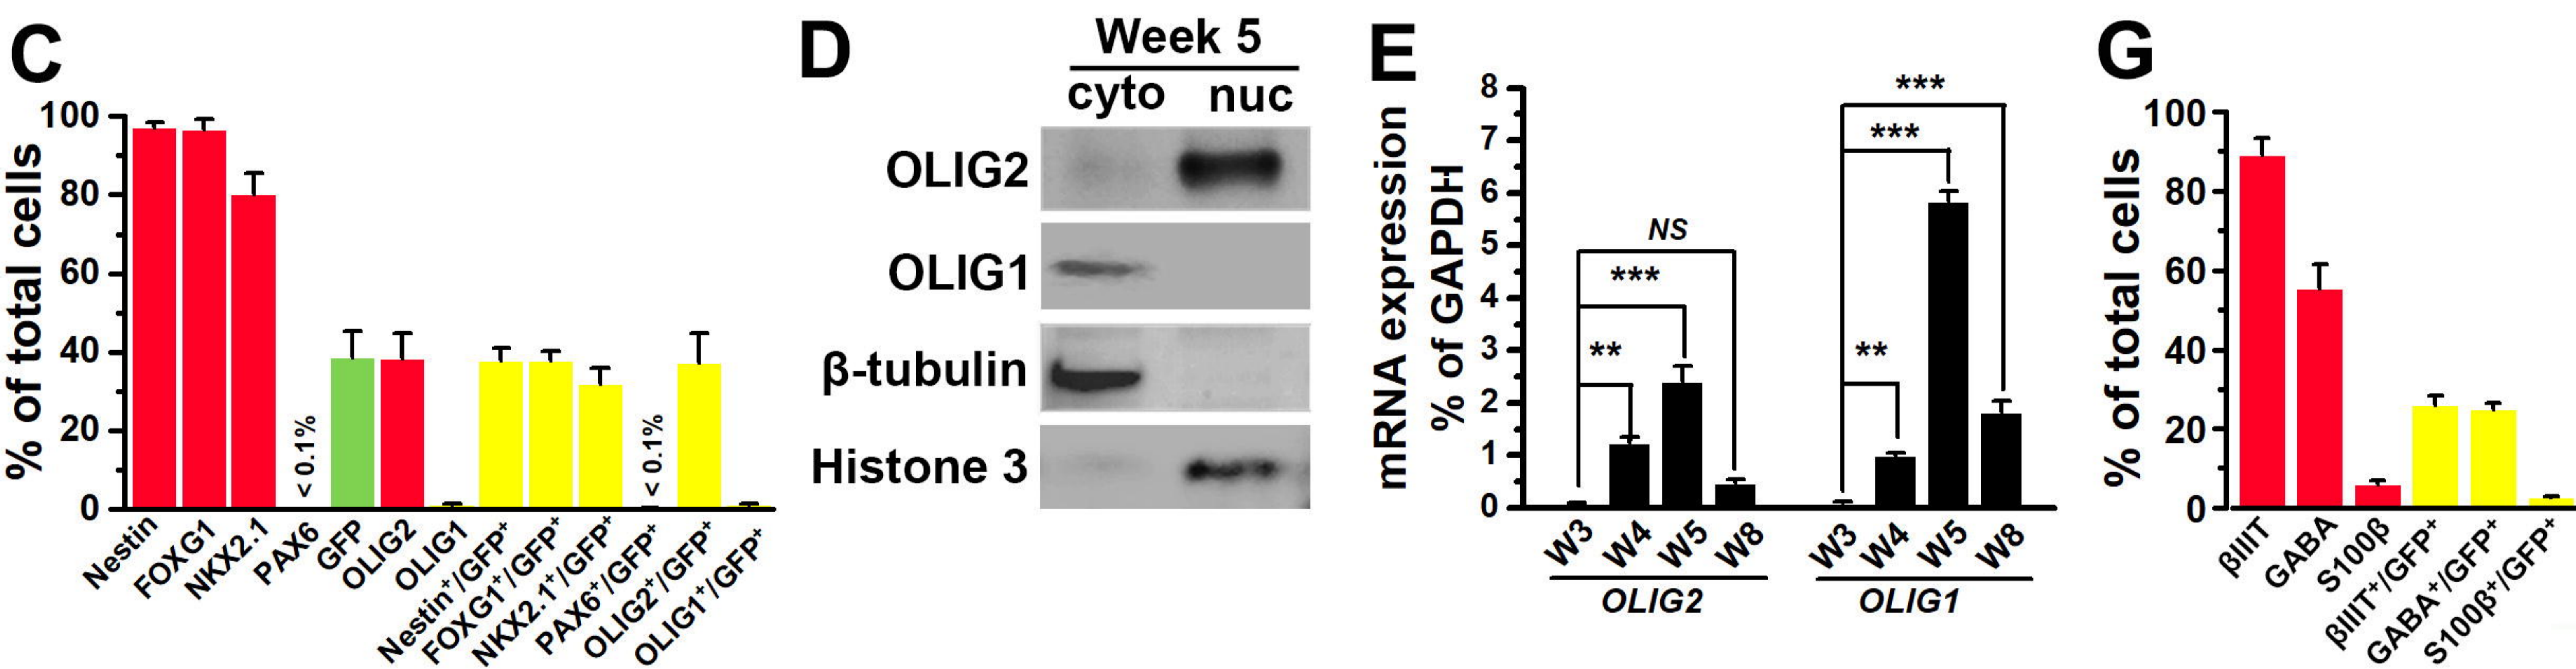 C
% of total cells
100
80
60
40
20
0
< 0.1%
< 0.1%
Nestin
FOXG1
NKX2.1
PAX6
GFP
OLIG2
OLIG1
Nestin⁺/GFP⁺
FOXG1⁺/GFP⁺
NKX2.1⁺/GFP⁺
PAX6⁺/GFP⁺
OLIG2⁺/GFP⁺
OLIG1⁺/GFP⁺
D
Week 5
cyto nuc
OLIG2
OLIG1
β-tubulin
Histone 3
E
mRNA expression
% of GAPDH
8
7
6
5
4
3
2
1
0
NS
***
**
***
***
**
W3 W4 W5 W8
OLIG2
W3 W4 W5 W8
OLIG1
G
% of total cells
100
80
60
40
20
0
βIIIT
GABA
S100β
βIIIT⁺/GFP⁺
GABA⁺/GFP⁺
S100β⁺/GFP⁺